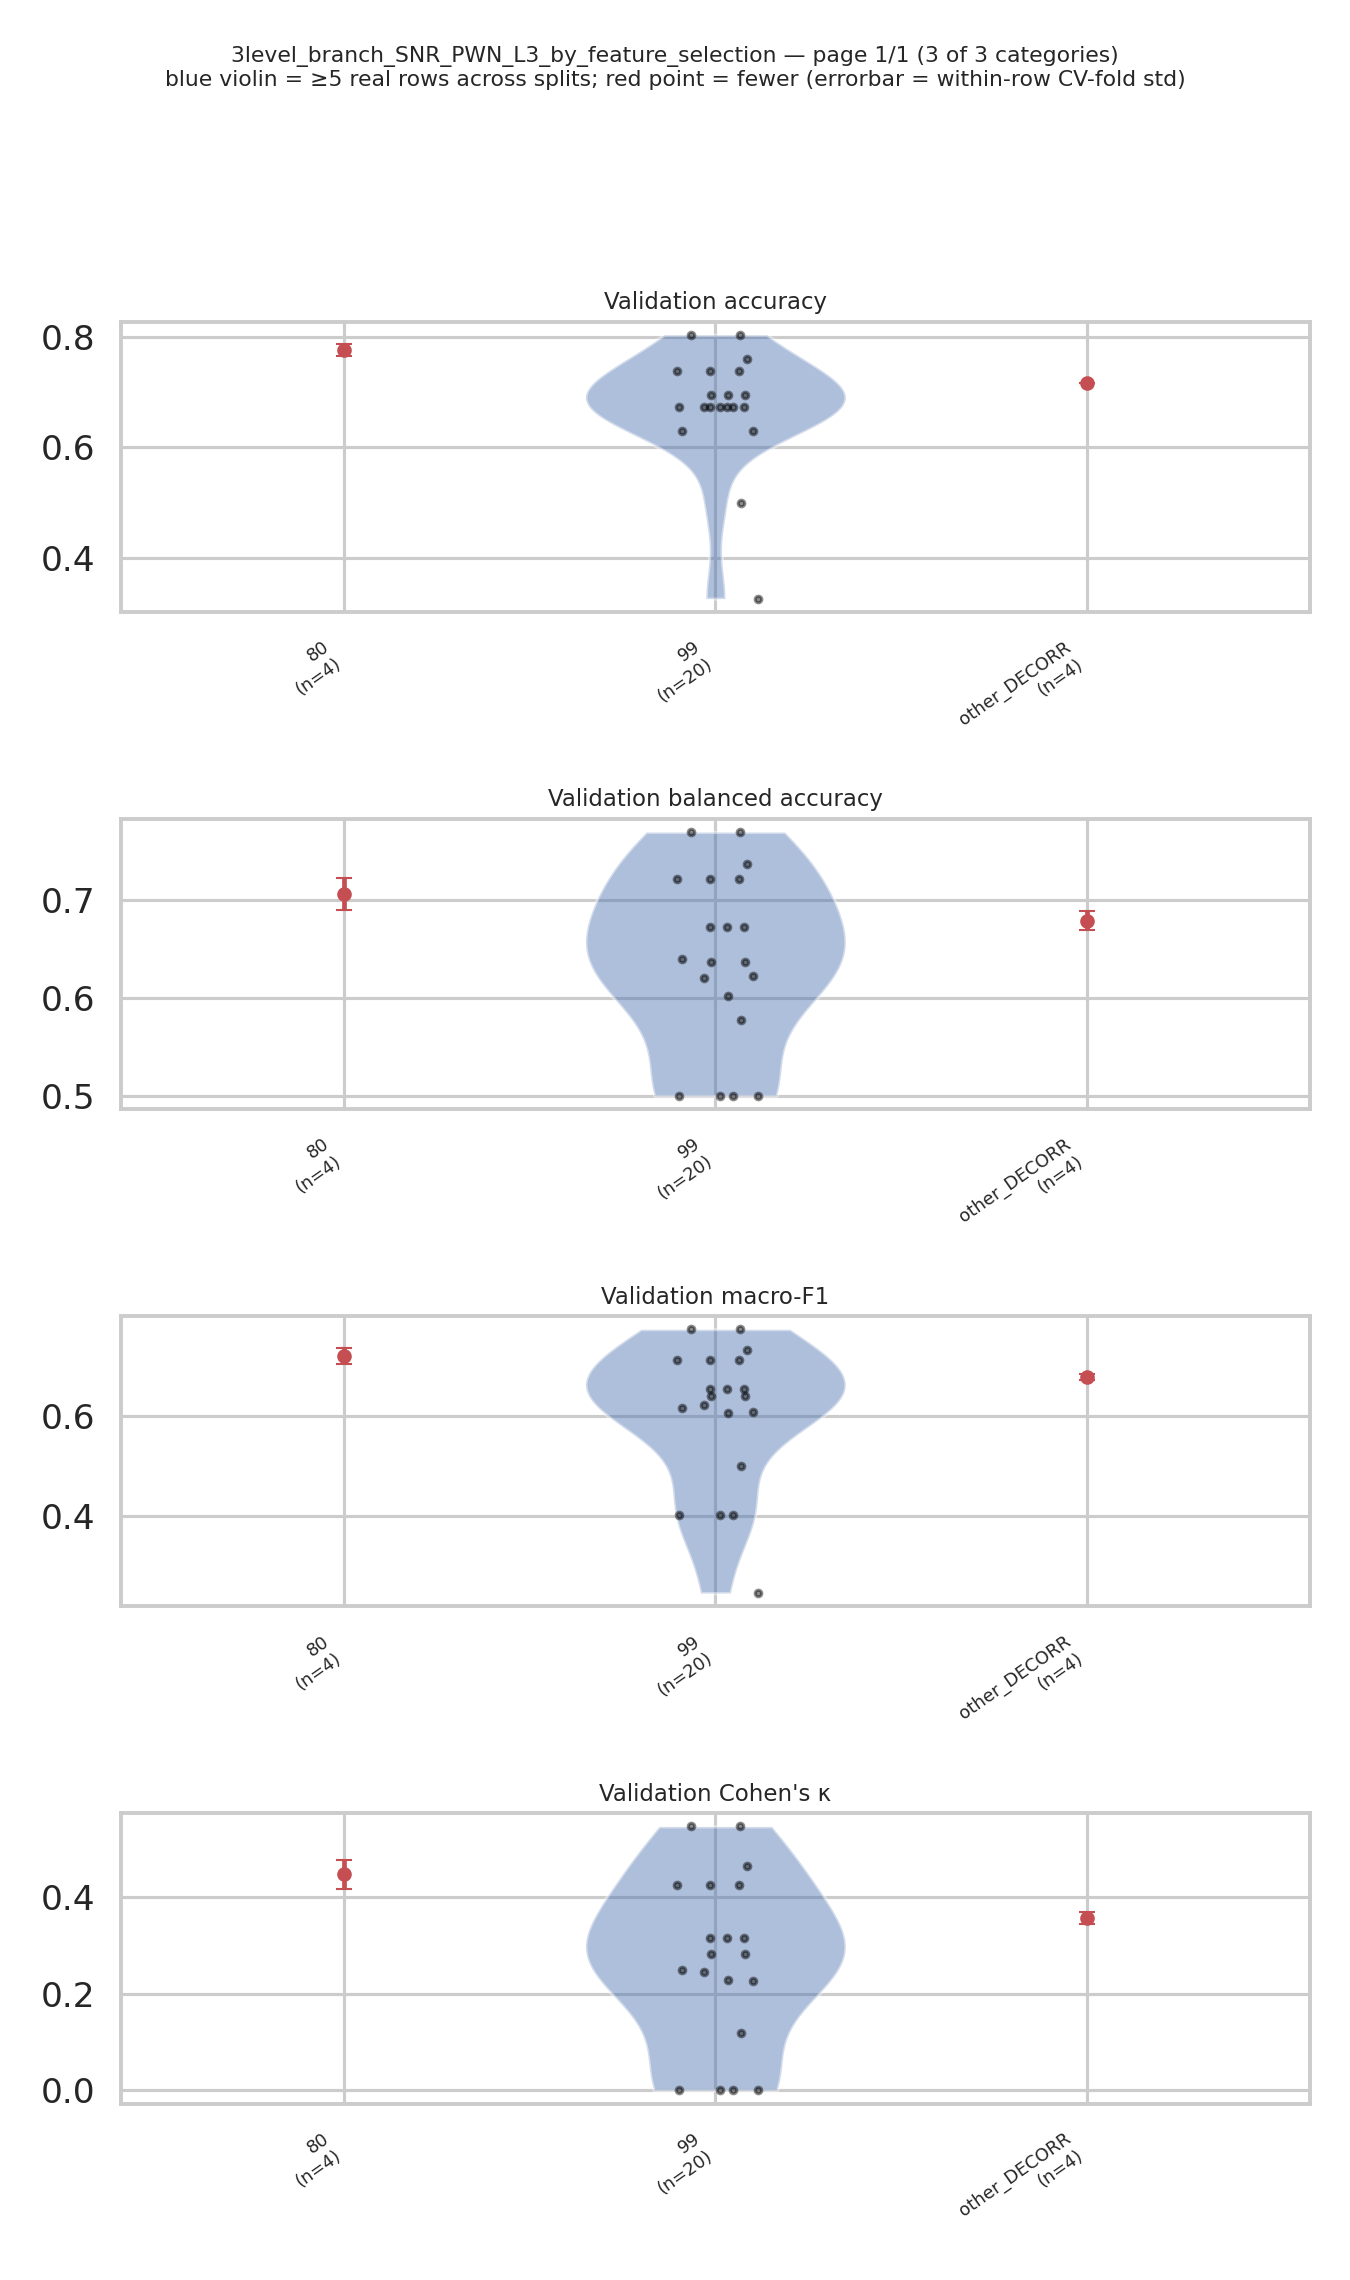 3level_branch_SNR_PWN_L3_by_feature_selection — page 1/1 (3 of 3 categories)
blue violin = ≥5 real rows across splits; red point = fewer (errorbar = within-row CV-fold std)
Validation accuracy
0.8
0.6
0.4
80
(n=4)
99
(n=20)
other_DECORR
(n=4)
Validation balanced accuracy
0.7
0.6
0.5
80
(n=4)
99
(n=20)
other_DECORR
(n=4)
Validation macro-F1
0.6
0.4
80
(n=4)
99
(n=20)
other_DECORR
(n=4)
Validation Cohen's κ
0.4
0.2
0.0
80
(n=4)
99
(n=20)
other_DECORR
(n=4)